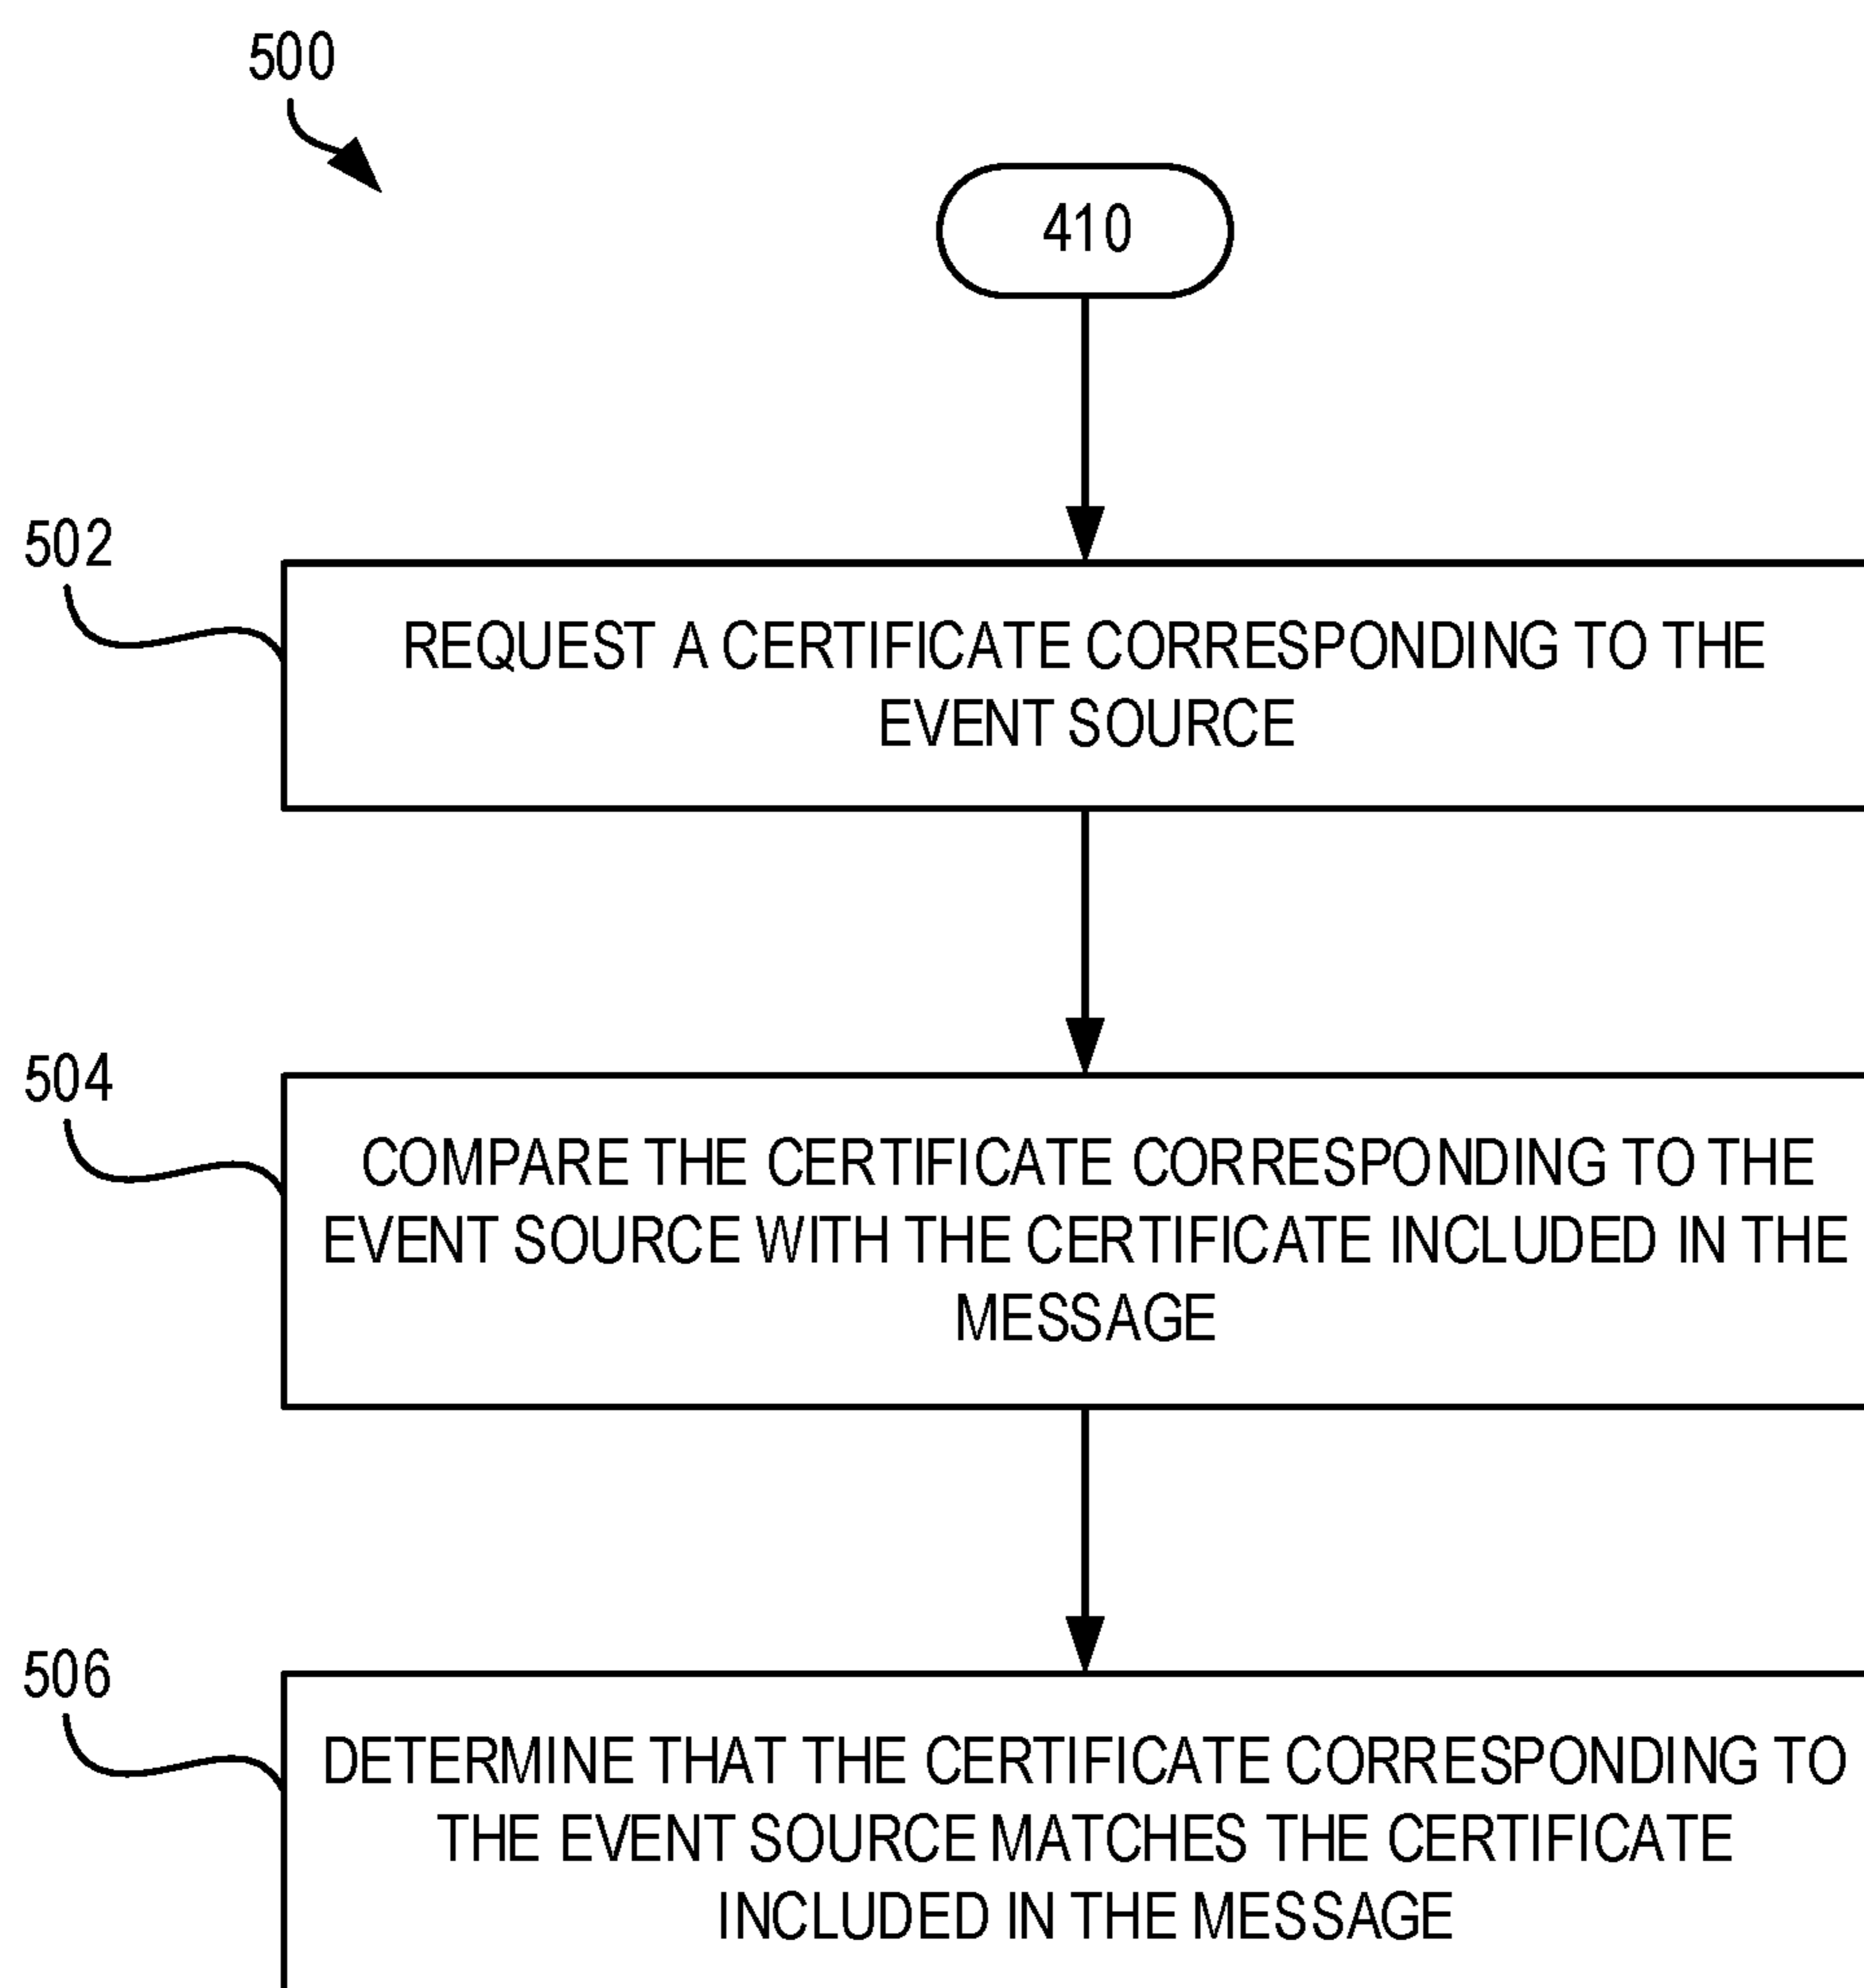 500
410
502
REQUEST A CERTIFICATE CORRESPONDING TO THE
EVENT SOURCE
504
COMPARE THE CERTIFICATE CORRESPONDING TO THE
EVENT SOURCE WITH THE CERTIFICATE INCLUDED IN THE
MESSAGE
506
DETERMINE THAT THE CERTIFICATE CORRESPONDING TO
THE EVENT SOURCE MATCHES THE CERTIFICATE
INCLUDED IN THE MESSAGE